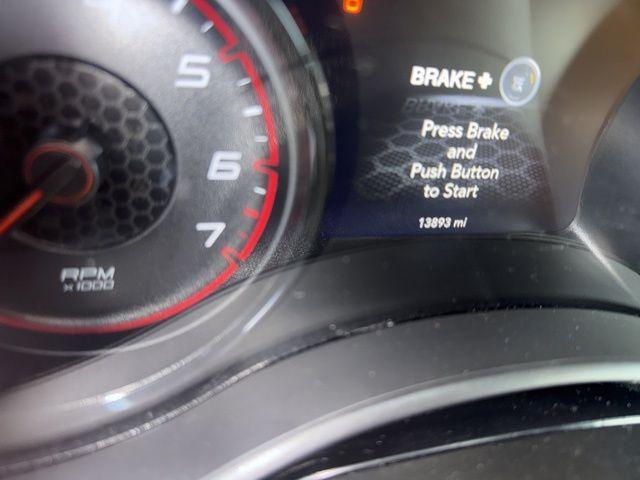 5
6
7
RPM
x1000
BRAKE +
Press Brake
and
Push Button
to Start
13893 mi